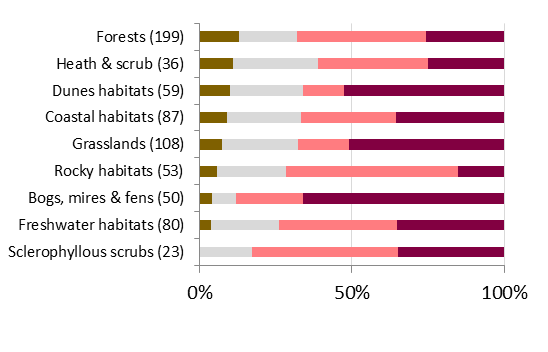 Forests (199)
Heath & scrub (36)
Dunes habitats (59)
Coastal habitats (87)
Grasslands (108)
Rocky habitats (53)
Bogs, mires & fens (50)
Freshwater habitats (80)
Sclerophyllous scrubs (23)
0% 50% 100%